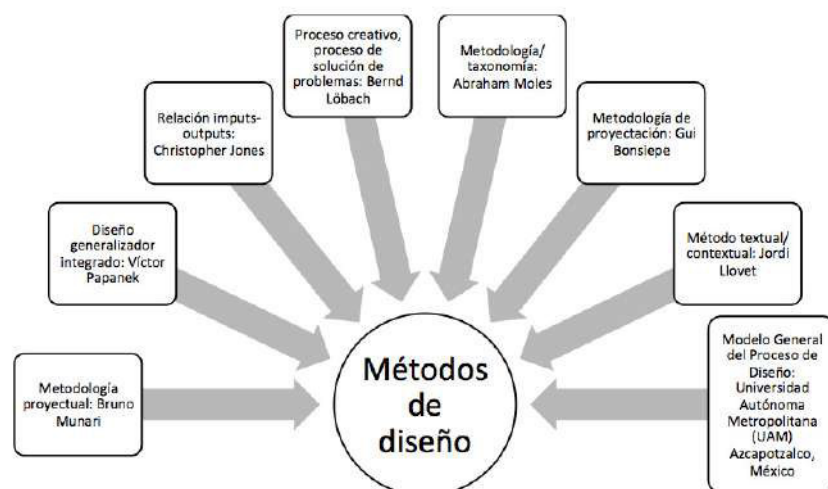 Proceso creativo,
proceso de
solución de
problemas: Bernd
Löbach
Metodología/
taxonomía:
Abraham Moles
Relación imputs-
outputs:
Christopher Jones
Metodología de
proyectación: Gui
Bonsiepe
Diseño
generalizador
integrado: Víctor
Papanek
Método textual/
contextual: Jordi
Llovet
Metodología
proyectual: Bruno
Munari
Métodos
de
diseño
Modelo General
del Proceso de
Diseño:
Universidad
Autónoma
Metropolitana
(UAM)
Azcapotzalco,
México